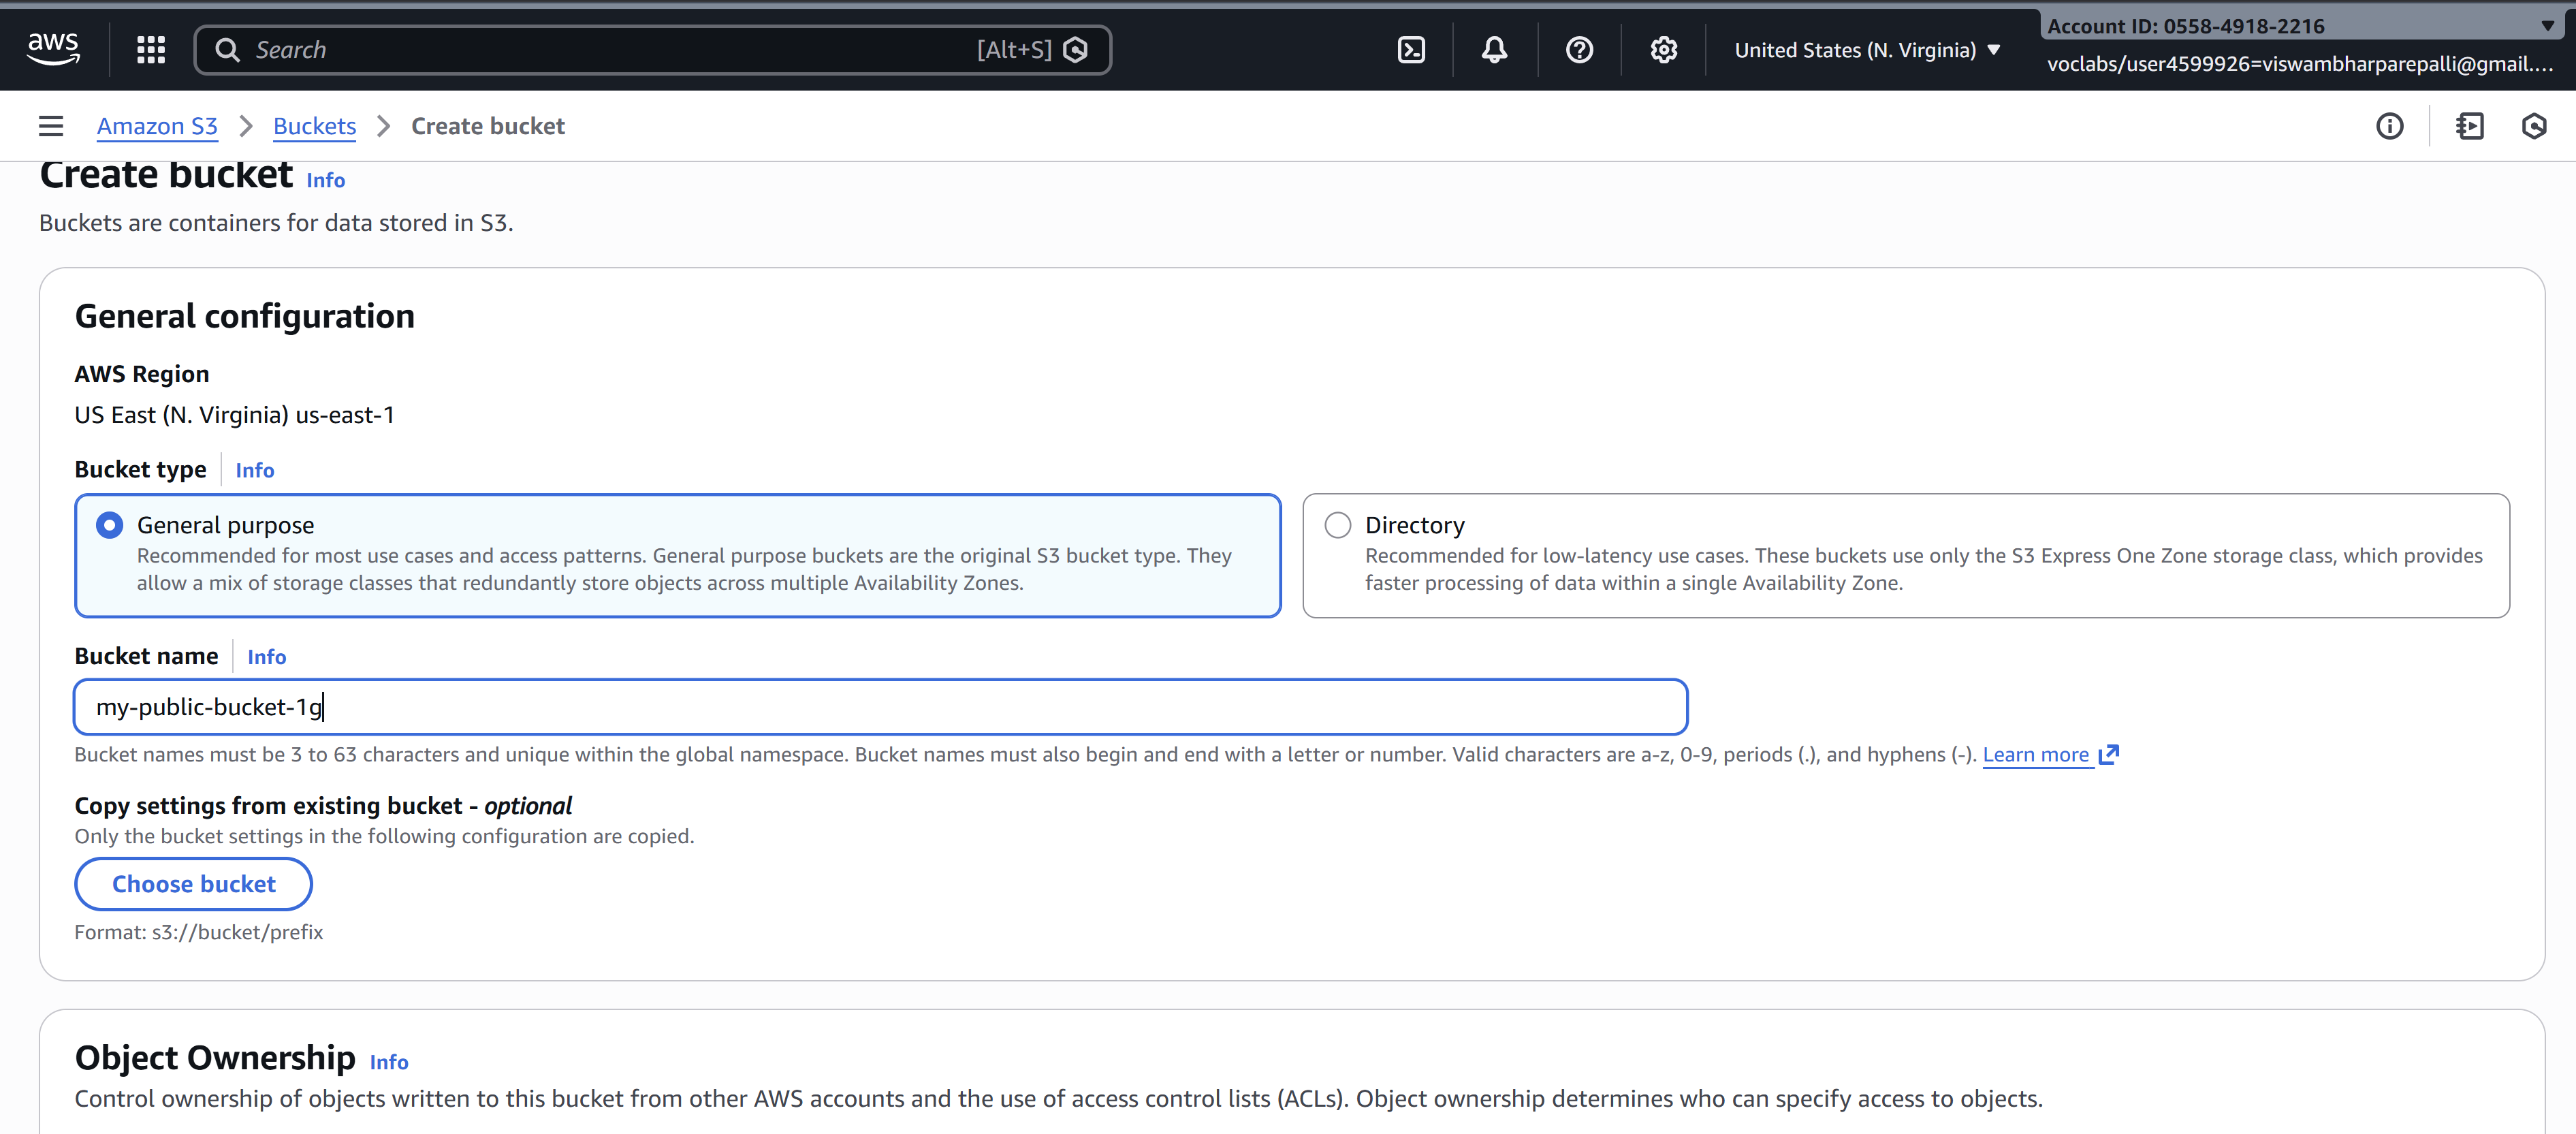 aws
Search [Alt+S]
United States (N. Virginia)
Account ID: 0558-4918-2216
voclabs/user4599926=viswambharparepalli@gmail....
Amazon S3 > Buckets > Create bucket
Create bucket Info
Buckets are containers for data stored in S3.
General configuration
AWS Region
US East (N. Virginia) us-east-1
Bucket type Info
General purpose
Recommended for most use cases and access patterns. General purpose buckets are the original S3 bucket type. They
allow a mix of storage classes that redundantly store objects across multiple Availability Zones.
Directory
Recommended for low-latency use cases. These buckets use only the S3 Express One Zone storage class, which provides
faster processing of data within a single Availability Zone.
Bucket name Info
my-public-bucket-1g
Bucket names must be 3 to 63 characters and unique within the global namespace. Bucket names must also begin and end with a letter or number. Valid characters are a-z, 0-9, periods (.), and hyphens (-). Learn more
Copy settings from existing bucket - optional
Only the bucket settings in the following configuration are copied.
Choose bucket
Format: s3://bucket/prefix
Object Ownership Info
Control ownership of objects written to this bucket from other AWS accounts and the use of access control lists (ACLs). Object ownership determines who can specify access to objects.